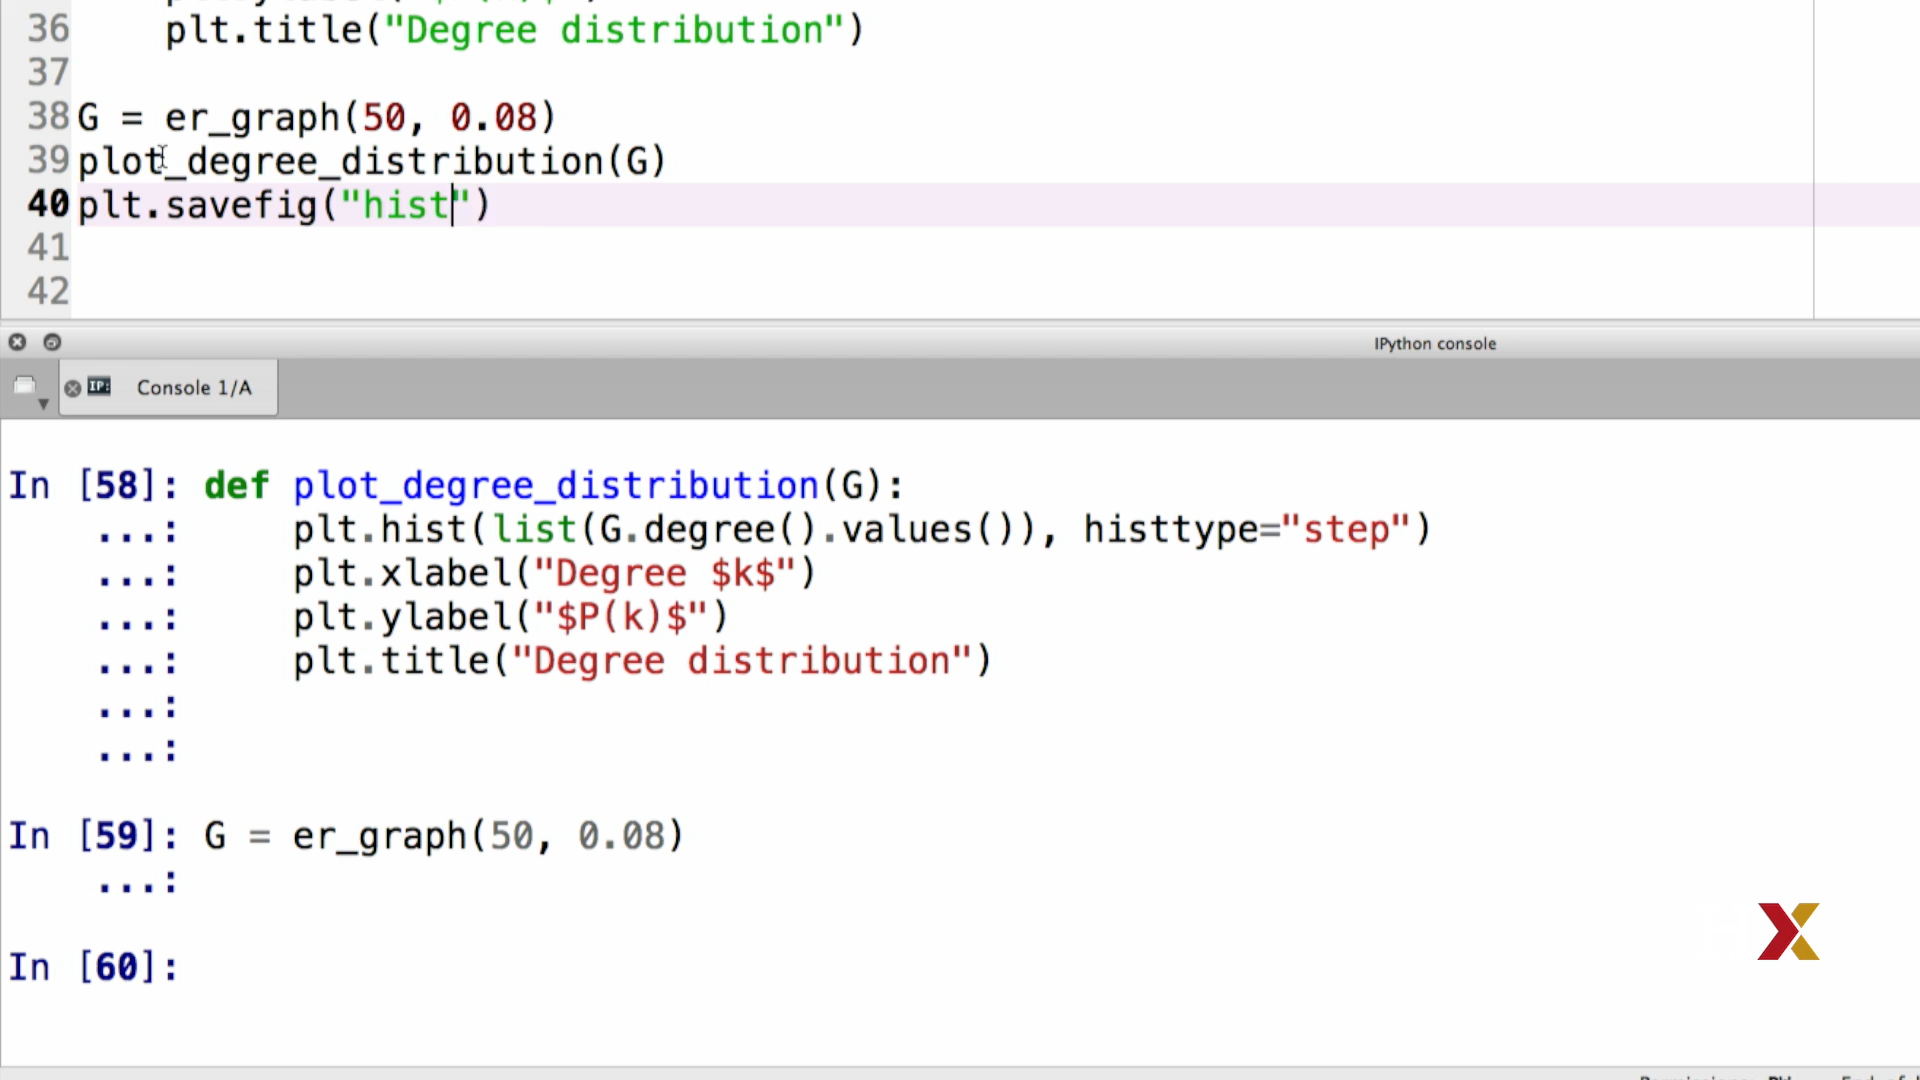 36 plt.title("Degree distribution")
37
38 G = er_graph(50, 0.08)
39 plot_degree_distribution(G)
40 plt.savefig("hist")
41
42
IPython console
IP: Console 1/A
In [58]: def plot_degree_distribution(G):
...: plt.hist(list(G.degree().values()), histtype="step")
...: plt.xlabel("Degree $k$")
...: plt.ylabel("$P(k)$")
...: plt.title("Degree distribution")
...:
...:
In [59]: G = er_graph(50, 0.08)
...:
In [60]:
X